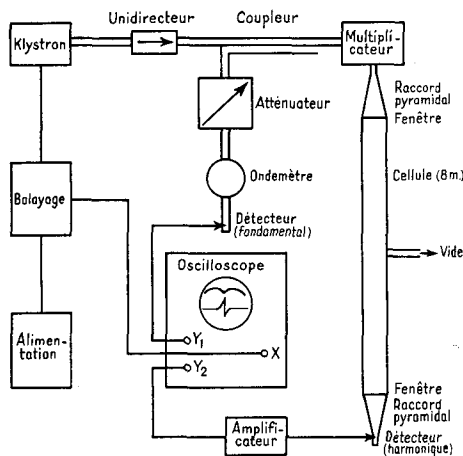 Unidirecteur
Coupleur
Klystron
Multipli-
cateur
Atténuateur
Raccord
pyramidal
Fenêtre
Ondemètre
Cellule (8m.)
Balayage
Détecteur
(fondamental)
Vide
Oscilloscope
Alimen-
tation
Y₁
X
Y₂
Fenêtre
Raccord
pyramidal
Amplifi-
cateur
Détecteur
(harmonique)